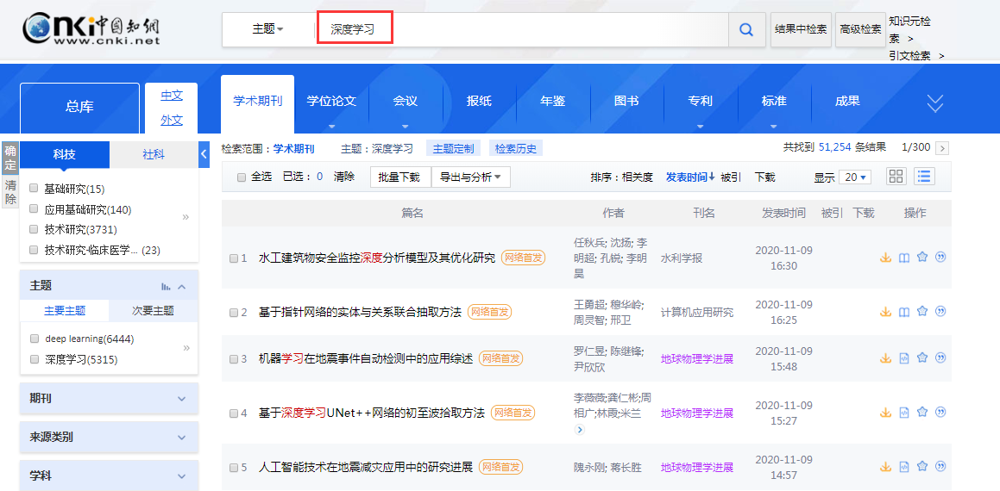 cnki中国知網
www.cnki.net
主题
深度学习
结果中检索
高级检索
知识元检
索 >
引文检索 >
总库
中文
外文
学术期刊
学位论文
会议
报纸
年鉴
图书
专利
标准
成果
确定
清除
科技
社科
基础研究(15)
应用基础研究(140)
技术研究(3731)
技术研究-临床医学... (23)
»
主题
主要主题
次要主题
deep learning(6444)
深度学习(5315)
»
期刊
来源类别
学科
检索范围：学术期刊 主题：深度学习 主题定制 检索历史
共找到 51,254 条结果 1/300 >
全选 已选：0 清除 批量下载 导出与分析
排序：相关度 发表时间↓ 被引 下载 显示 20
篇名 作者 刊名 发表时间 被引 下载 操作
1 水工建筑物安全监控深度分析模型及其优化研究 网络首发
任秋兵; 沈扬; 李
明超; 孔锐; 李明
昊
水利学报
2020-11-09
16:30
2 基于指针网络的实体与关系联合抽取方法 网络首发
王勇超; 穆华岭;
周灵智; 邢卫
计算机应用研究
2020-11-09
16:25
3 机器学习在地震事件自动检测中的应用综述 网络首发
罗仁昱; 陈继锋;
尹欣欣
地球物理学进展
2020-11-09
15:48
4 基于深度学习UNet++网络的初至波拾取方法 网络首发
李薇薇;龚仁彬;周
相广;林霞;米兰
地球物理学进展
2020-11-09
15:27
5 人工智能技术在地震减灾应用中的研究进展 网络首发
隗永刚; 蒋长胜
地球物理学进展
2020-11-09
14:57